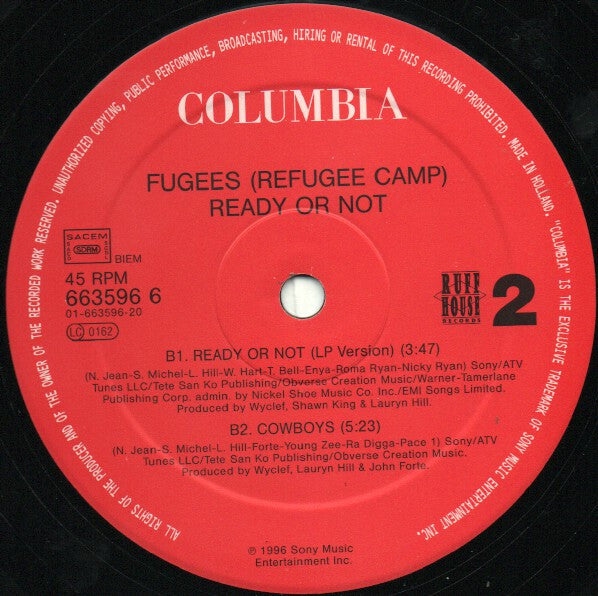 ALL RIGHTS OF THE PRODUCER AND OF THE OWNER OF THE RECORDED WORK RESERVED. UNAUTHORIZED COPYING, PUBLIC PERFORMANCE, BROADCASTING, HIRING OR RENTAL OF THIS RECORDING PROHIBITED. MADE IN HOLLAND. "COLUMBIA" IS THE EXCLUSIVE TRADEMARK OF SONY MUSIC ENTERTAINMENT INC.
COLUMBIA
FUGEES (REFUGEE CAMP)
READY OR NOT
SACEM
SACD SDRM SGDL
BIEM
45 RPM
663596 6
01-663596-20
LC 0162
RUFF
HOUSE
RECORDS
2
B1. READY OR NOT (LP Version) (3:47)
(N. Jean-S. Michel-L. Hill-W. Hart-T. Bell-Enya-Roma Ryan-Nicky Ryan) Sony/ATV
Tunes LLC/Tete San Ko Publishing/Obverse Creation Music/Warner-Tamerlane
Publishing Corp. admin. by Nickel Shoe Music Co. Inc./EMI Songs Limited.
Produced by Wyclef, Shawn King & Lauryn Hill.
B2. COWBOYS (5:23)
(N. Jean-S. Michel-L. Hill-Forte-Young Zee-Ra Digga-Pace 1) Sony/ATV
Tunes LLC/Tete San Ko Publishing/Obverse Creation Music.
Produced by Wyclef, Lauryn Hill & John Forte.
℗ 1996 Sony Music
Entertainment Inc.